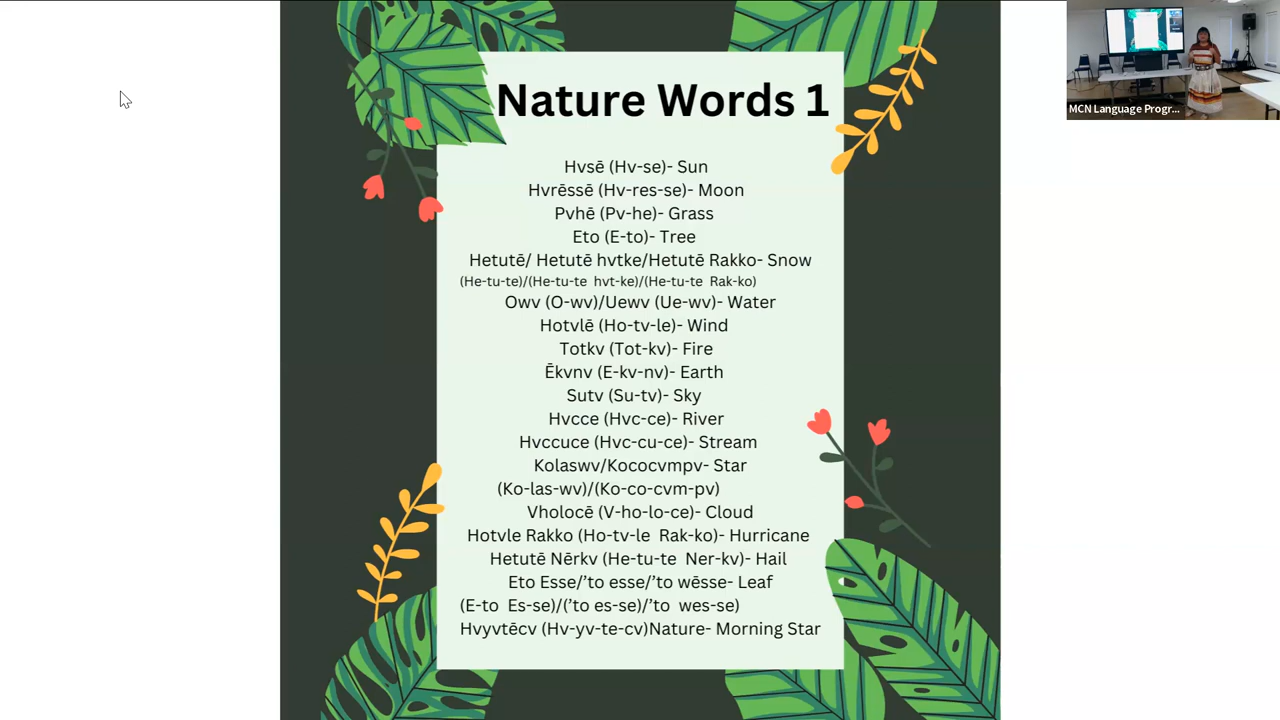 Nature Words 1
Hvsē (Hv-se)- Sun
Hvrēssē (Hv-res-se)- Moon
Pvhē (Pv-he)- Grass
Eto (E-to)- Tree
Hetutē/ Hetutē hvtke/Hetutē Rakko- Snow
(He-tu-te)/(He-tu-te hvt-ke)/(He-tu-te Rak-ko)
Owv (O-wv)/Uewv (Ue-wv)- Water
Hotvlē (Ho-tv-le)- Wind
Totkv (Tot-kv)- Fire
Ēkvnv (E-kv-nv)- Earth
Sutv (Su-tv)- Sky
Hvcce (Hvc-ce)- River
Hvccuce (Hvc-cu-ce)- Stream
Kolaswv/Kococvmpv- Star
(Ko-las-wv)/(Ko-co-cvm-pv)
Vholocē (V-ho-lo-ce)- Cloud
Hotvle Rakko (Ho-tv-le Rak-ko)- Hurricane
Hetutē Nērkv (He-tu-te Ner-kv)- Hail
Eto Esse/’to esse/’to wēsse- Leaf
(E-to Es-se)/(’to es-se)/’to wes-se)
Hvyvtēcv (Hv-yv-te-cv)Nature- Morning Star
MCN Language Progr...